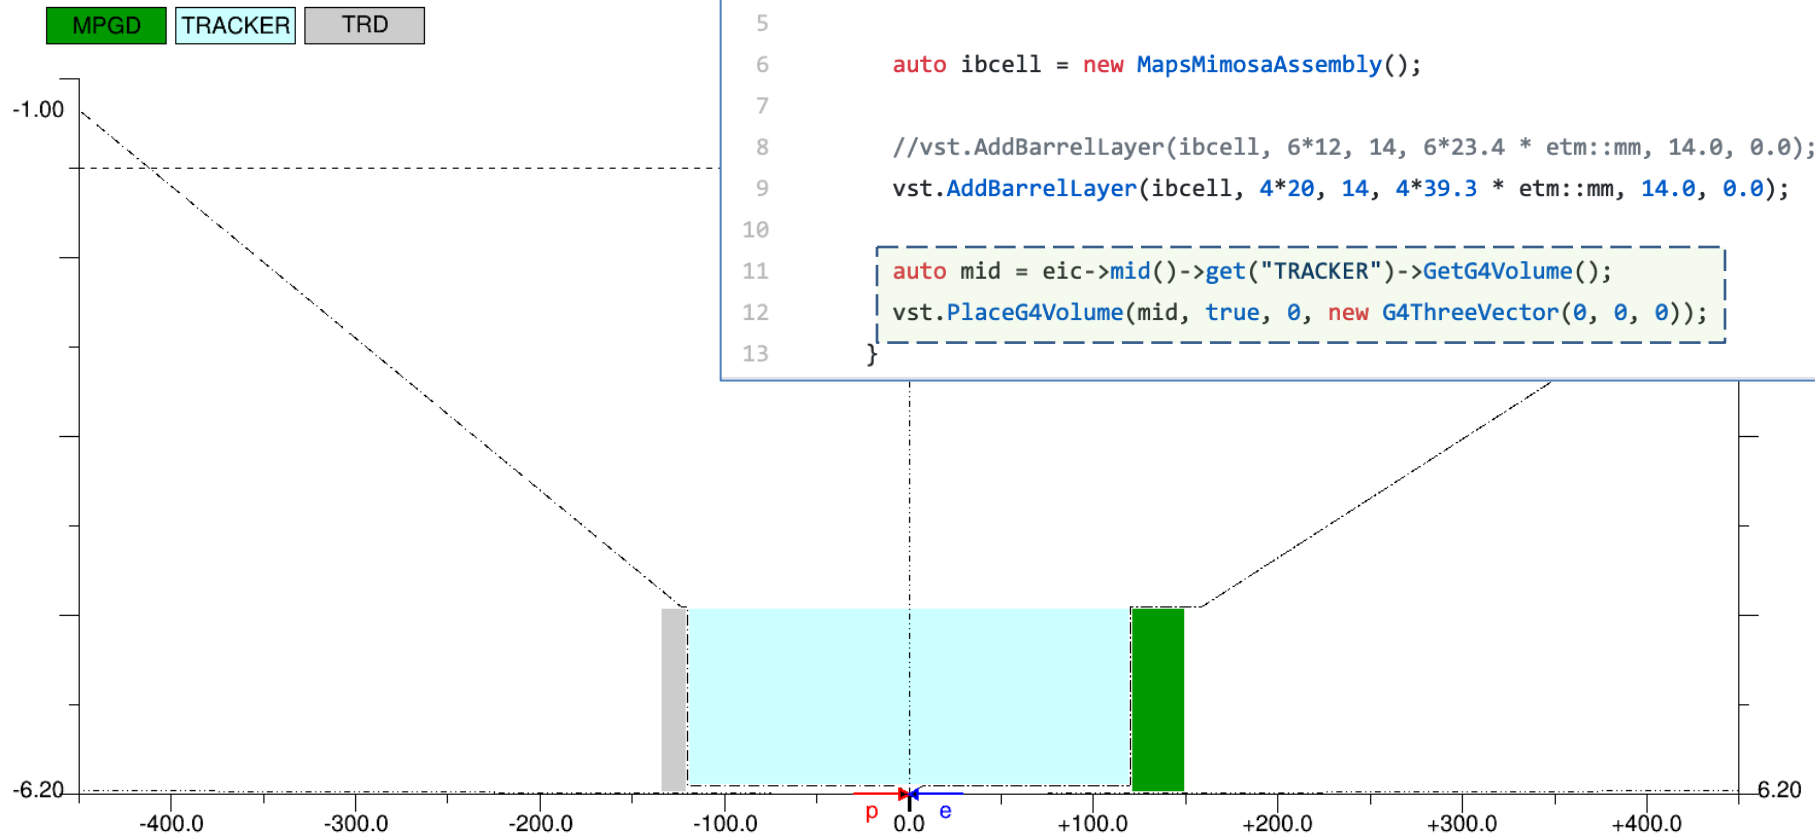 MPGD TRACKER TRD
5
6 auto ibcell = new MapsMimosaAssembly();
7
8 //vst.AddBarrelLayer(ibcell, 6*12, 14, 6*23.4 * etm::mm, 14.0, 0.0);
9 vst.AddBarrelLayer(ibcell, 4*20, 14, 4*39.3 * etm::mm, 14.0, 0.0);
10
11 auto mid = eic->mid()->get("TRACKER")->GetG4Volume();
12 vst.PlaceG4Volume(mid, true, 0, new G4ThreeVector(0, 0, 0));
13 }
-1.00
-6.20 6.20
p e
-400.0 -300.0 -200.0 -100.0 0.0 +100.0 +200.0 +300.0 +400.0